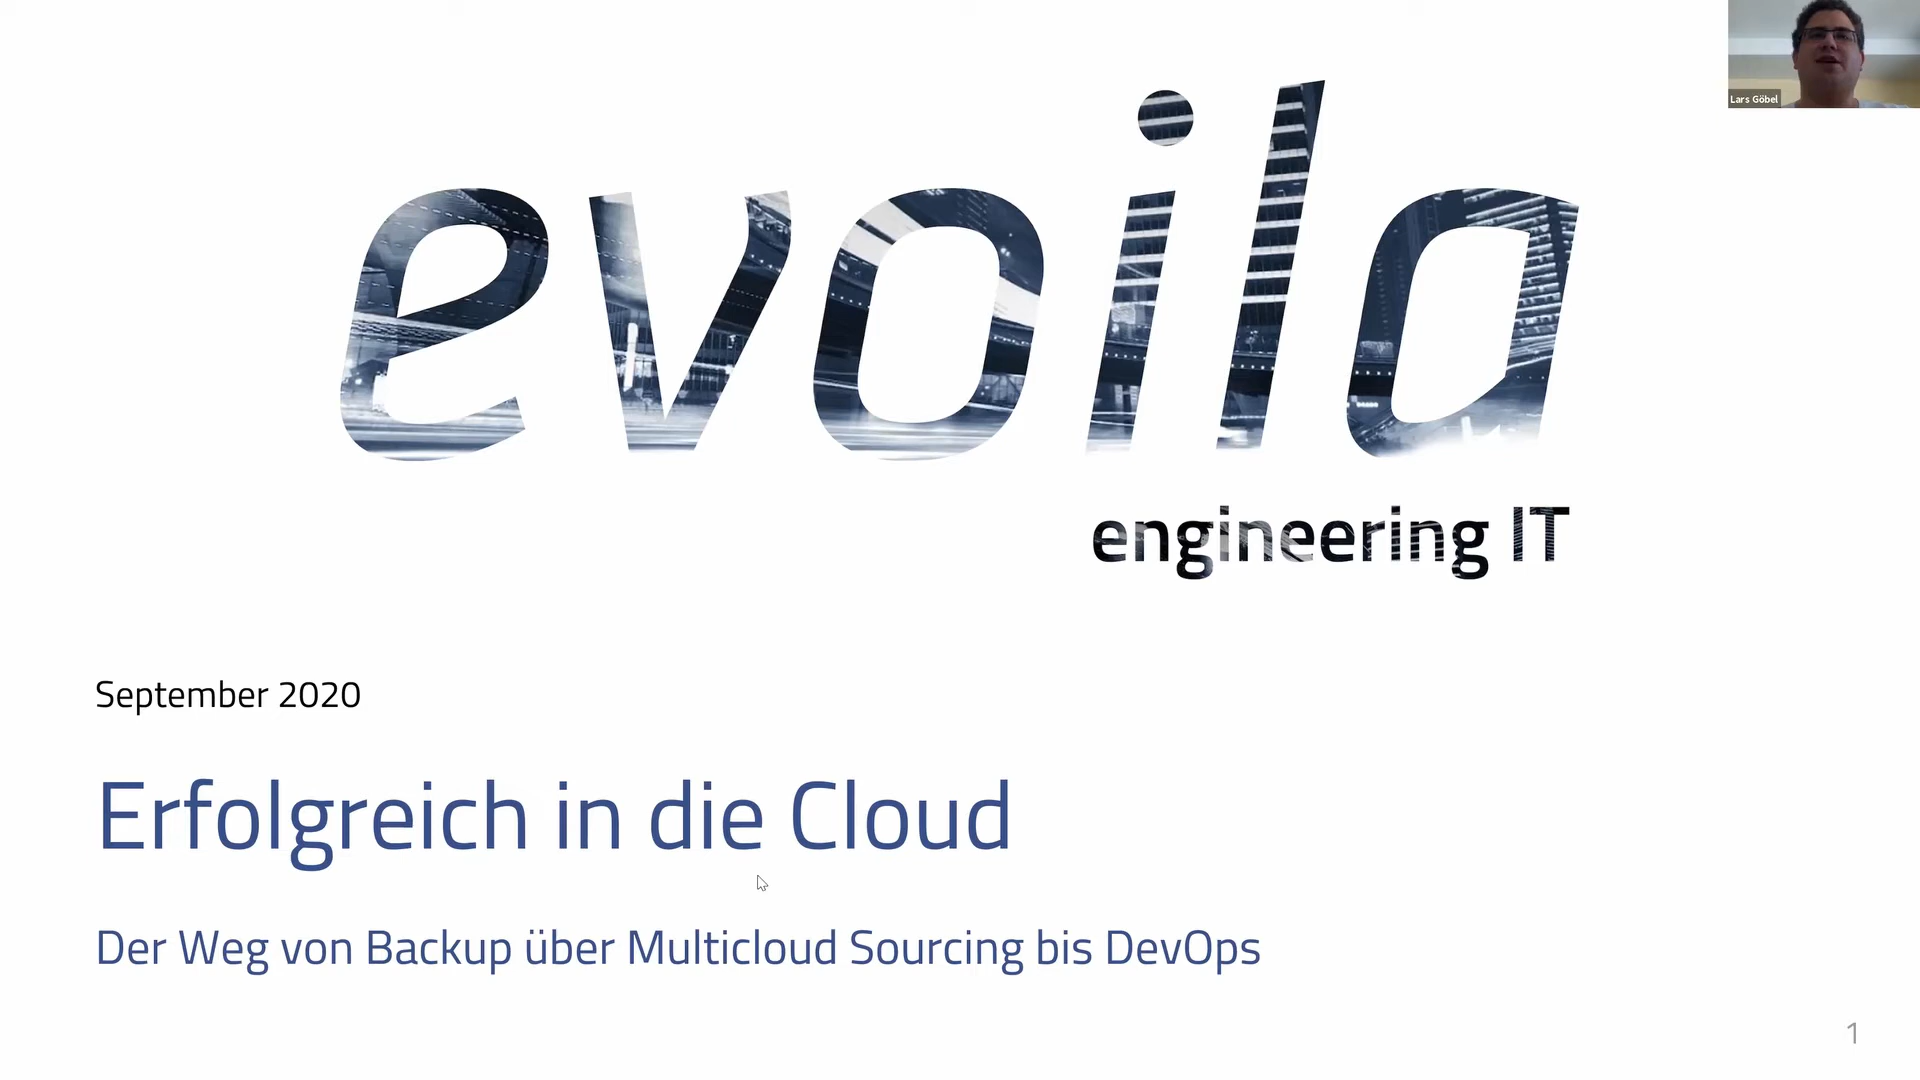 Lars Göbel
evoila
engineering IT
September 2020
Erfolgreich in die Cloud
Der Weg von Backup über Multicloud Sourcing bis DevOps
1